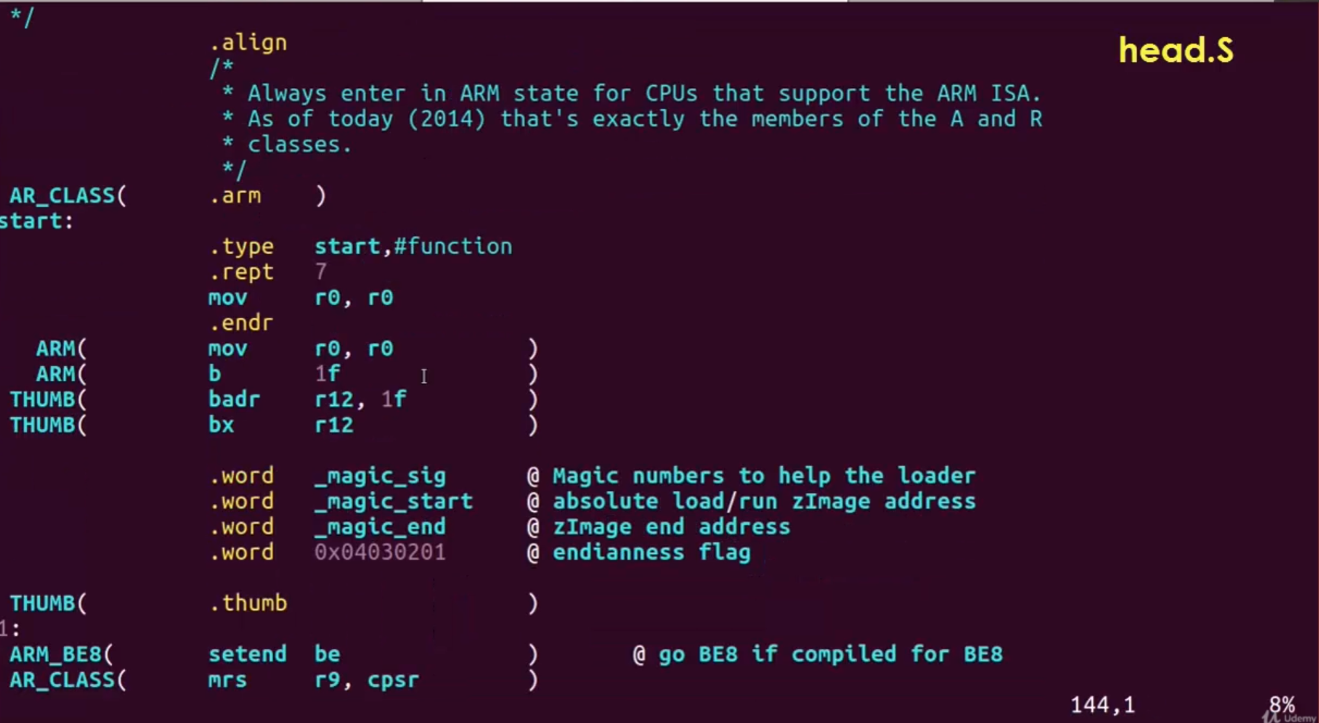 */
head.S
.align
/*
* Always enter in ARM state for CPUs that support the ARM ISA.
* As of today (2014) that's exactly the members of the A and R
* classes.
*/
AR_CLASS( .arm )
start:
.type start,#function
.rept 7
mov r0, r0
.endr
ARM( mov r0, r0 )
ARM( b 1f )
THUMB( badr r12, 1f )
THUMB( bx r12 )
.word _magic_sig @ Magic numbers to help the loader
.word _magic_start @ absolute load/run zImage address
.word _magic_end @ zImage end address
.word 0x04030201 @ endianness flag
THUMB( .thumb )
1:
ARM_BE8( setend be ) @ go BE8 if compiled for BE8
AR_CLASS( mrs r9, cpsr )
144,1 8%
Udemy